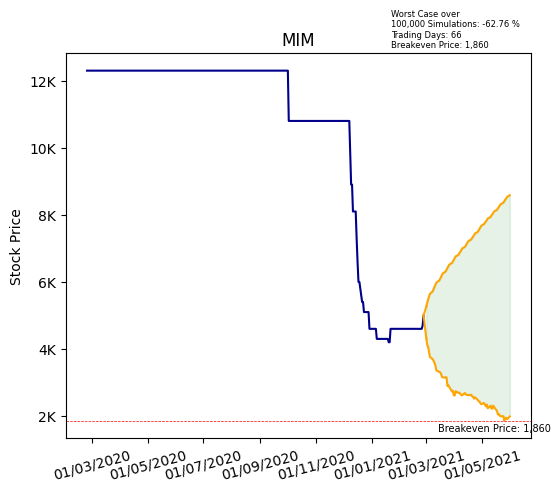 Worst Case over
100,000 Simulations: -62.76 %
Trading Days: 66
Breakeven Price: 1,860
MIM
Stock Price
12K
10K
8K
6K
4K
2K
Breakeven Price: 1,860
01/03/2020
01/05/2020
01/07/2020
01/09/2020
01/11/2020
01/01/2021
01/03/2021
01/05/2021